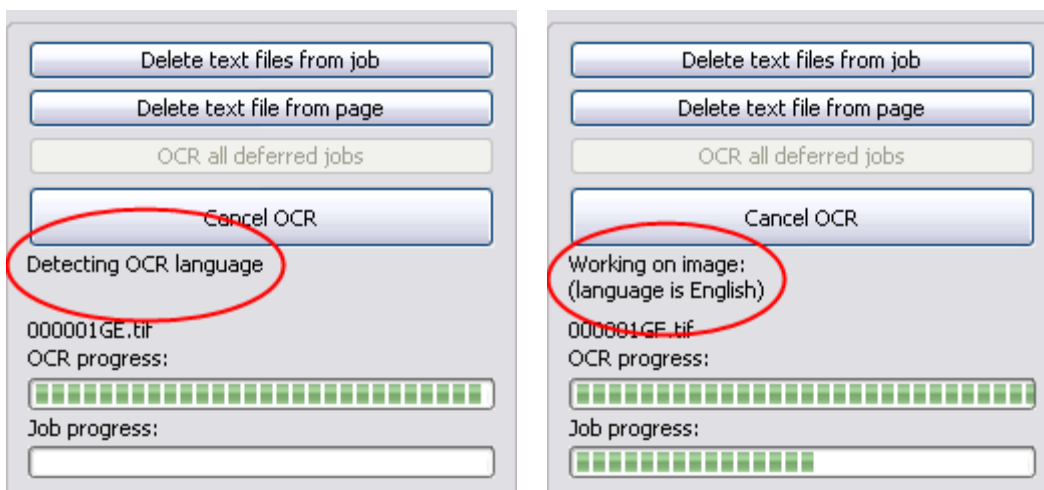 Delete text files from job
Delete text file from page
OCR all deferred jobs
Cancel OCR
Detecting OCR language
000001GE.tif
OCR progress:
Job progress:
Delete text files from job
Delete text file from page
OCR all deferred jobs
Cancel OCR
Working on image:
(language is English)
000001GE.tif
OCR progress:
Job progress: